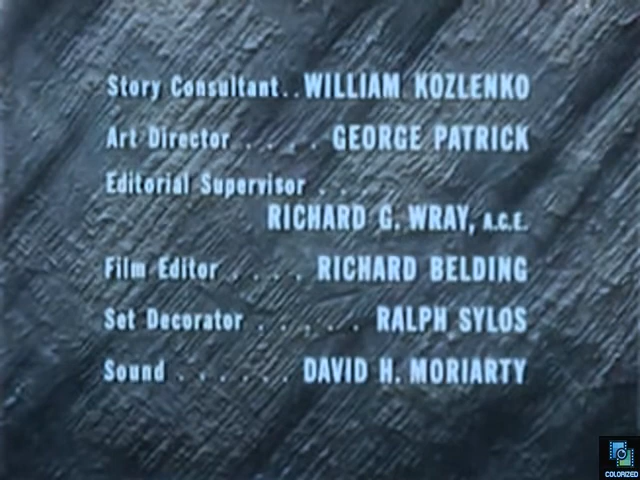 Story Consultant..WILLIAM KOZLENKO
Art Director . . . . GEORGE PATRICK
Editorial Supervisor . . . .
RICHARD G. WRAY, A.C.E.
Film Editor . . . . RICHARD BELDING
Set Decorator . . . . . RALPH SYLOS
Sound . . . . . . DAVID H. MORIARTY
COLORIZED